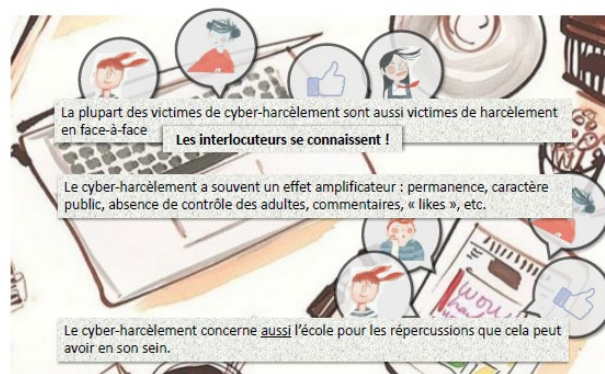 La plupart des victimes de cyber-harcèlement sont aussi victimes de harcèlement
en face-à-face
Les interlocuteurs se connaissent !
Le cyber-harcèlement a souvent un effet amplificateur : permanence, caractère
public, absence de contrôle des adultes, commentaires, « likes », etc.
Le cyber-harcèlement concerne aussi l'école pour les répercussions que cela peut
avoir en son sein.